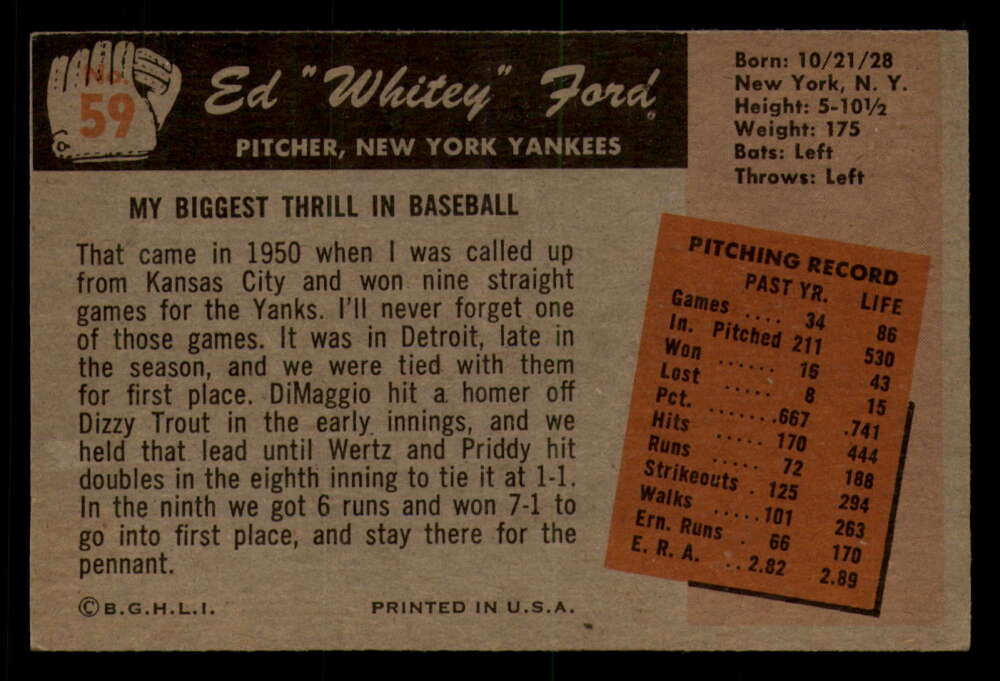 No.
59
Ed "Whitey" Ford
PITCHER, NEW YORK YANKEES
Born: 10/21/28
New York, N. Y.
Height: 5-10½
Weight: 175
Bats: Left
Throws: Left
MY BIGGEST THRILL IN BASEBALL
That came in 1950 when I was called up
from Kansas City and won nine straight
games for the Yanks. I'll never forget one
of those games. It was in Detroit, late in
the season, and we were tied with them
for first place. DiMaggio hit a homer off
Dizzy Trout in the early innings, and we
held that lead until Wertz and Priddy hit
doubles in the eighth inning to tie it at 1-1.
In the ninth we got 6 runs and won 7-1 to
go into first place, and stay there for the
pennant.
PITCHING RECORD
PAST YR. LIFE
Games .... 34 86
In. Pitched 211 530
Won ...... 16 43
Lost ..... 8 15
Pct. ....... .667 .741
Hits ..... 170 444
Runs ..... 72 188
Strikeouts . 125 294
Walks ..... 101 263
Ern. Runs . 66 170
E. R. A. .. 2.82 2.89
© B.G.H.L.I. PRINTED IN U.S.A.